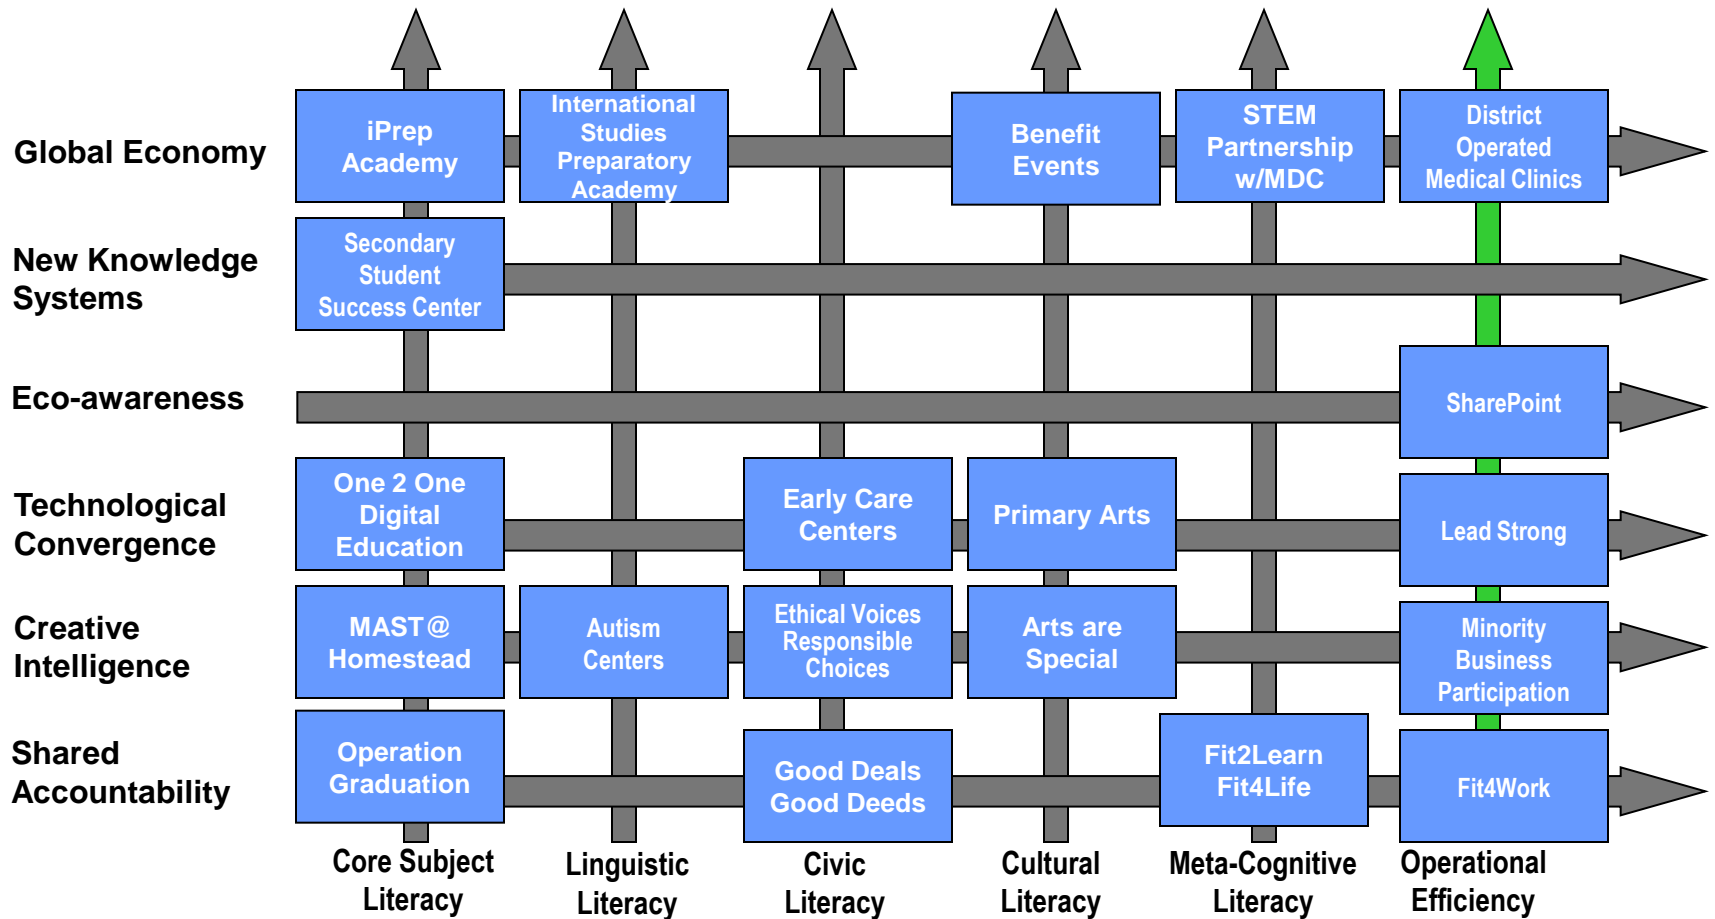 Global Economy
iPrep
Academy
International
Studies
Preparatory
Academy
Benefit
Events
STEM
Partnership
w/MDC
District
Operated
Medical Clinics
New Knowledge
Systems
Secondary
Student
Success Center
Eco-awareness
SharePoint
Technological
Convergence
One 2 One
Digital
Education
Early Care
Centers
Primary Arts
Lead Strong
Creative
Intelligence
MAST@
Homestead
Autism
Centers
Ethical Voices
Responsible
Choices
Arts are
Special
Minority
Business
Participation
Shared
Accountability
Operation
Graduation
Good Deals
Good Deeds
Fit2Learn
Fit4Life
Fit4Work
Core Subject
Literacy
Linguistic
Literacy
Civic
Literacy
Cultural
Literacy
Meta-Cognitive
Literacy
Operational
Efficiency